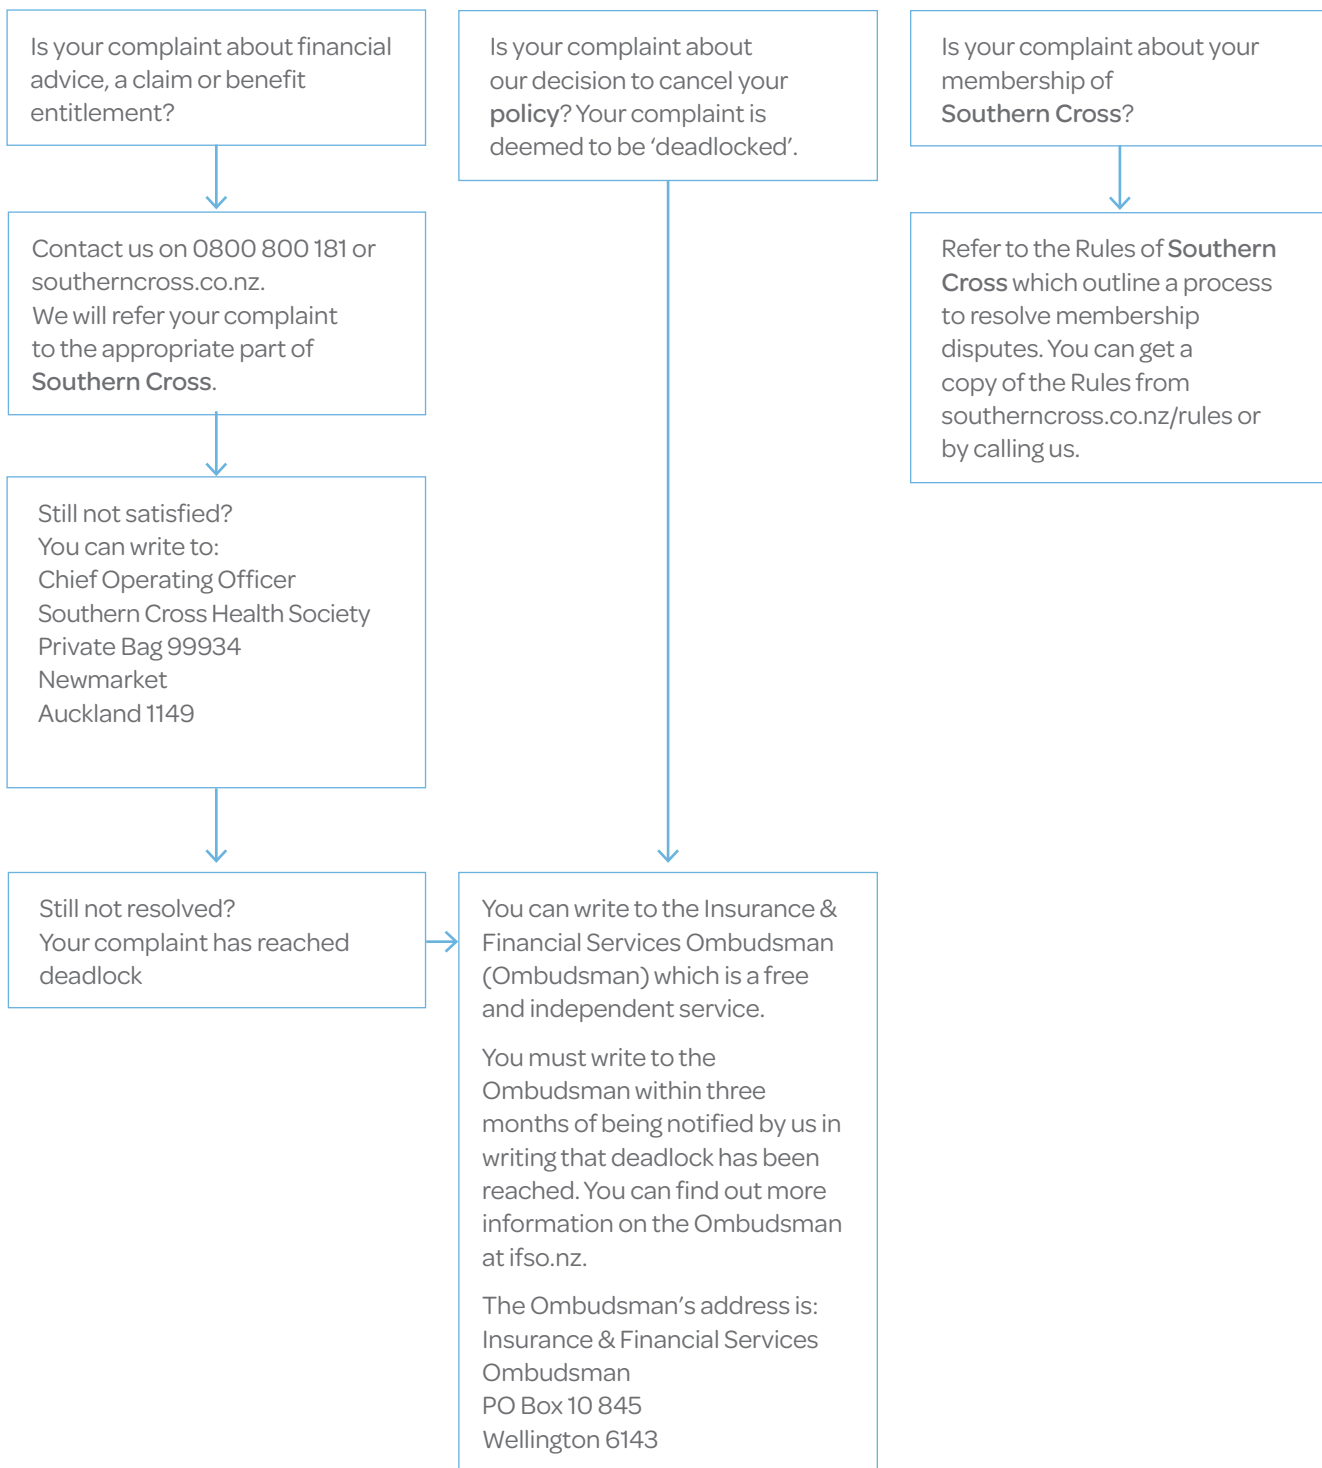 Is your complaint about financial
advice, a claim or benefit
entitlement?
Contact us on 0800 800 181 or
southerncross.co.nz.
We will refer your complaint
to the appropriate part of
Southern Cross.
Still not satisfied?
You can write to:
Chief Operating Officer
Southern Cross Health Society
Private Bag 99934
Newmarket
Auckland 1149
Still not resolved?
Your complaint has reached
deadlock
Is your complaint about
our decision to cancel your
policy? Your complaint is
deemed to be ‘deadlocked’.
You can write to the Insurance &
Financial Services Ombudsman
(Ombudsman) which is a free
and independent service.
You must write to the
Ombudsman within three
months of being notified by us in
writing that deadlock has been
reached. You can find out more
information on the Ombudsman
at ifso.nz.
The Ombudsman’s address is:
Insurance & Financial Services
Ombudsman
PO Box 10 845
Wellington 6143
Is your complaint about your
membership of
Southern Cross?
Refer to the Rules of Southern
Cross which outline a process
to resolve membership
disputes. You can get a
copy of the Rules from
southerncross.co.nz/rules or
by calling us.